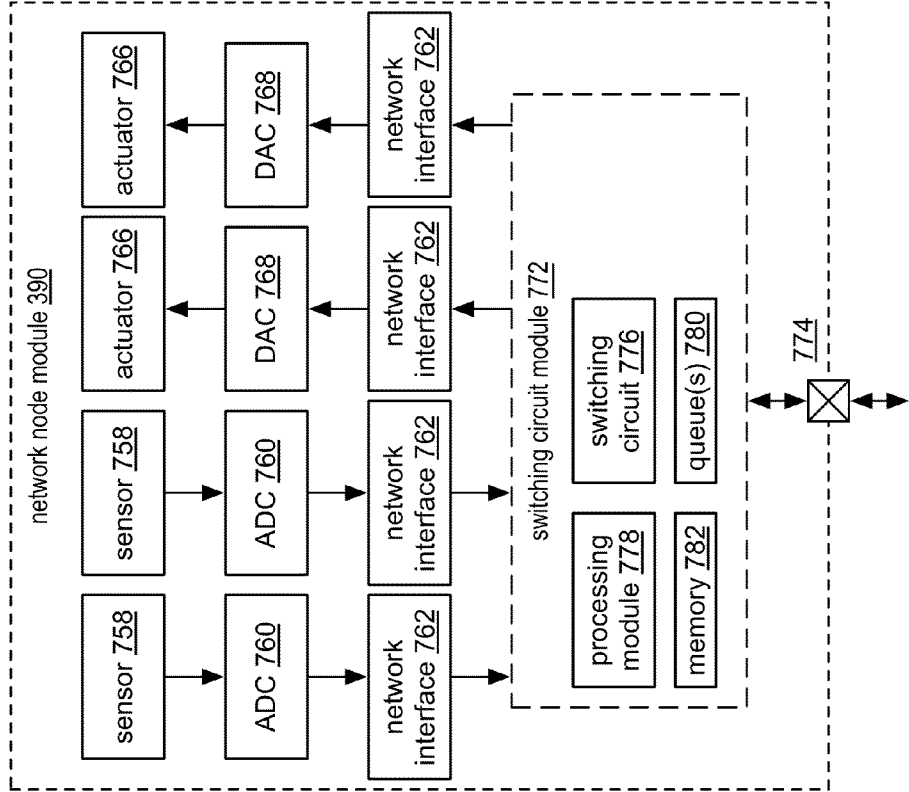 network node module 390
sensor 758
sensor 758
actuator 766
actuator 766
ADC 760
ADC 760
DAC 768
DAC 768
network
interface 762
network
interface 762
network
interface 762
network
interface 762
switching circuit module 772
processing
module 778
switching
circuit 776
memory 782
queue(s) 780
774